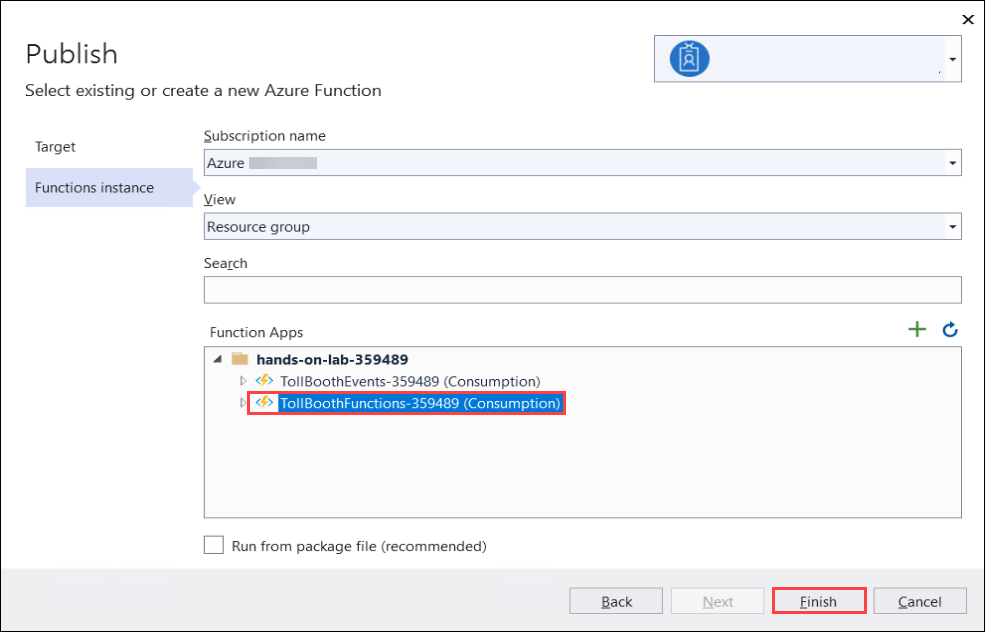 Publish
Select existing or create a new Azure Function
Target
Functions instance
Subscription name
Azure
View
Resource group
Search
Function Apps
hands-on-lab-359489
TollBoothEvents-359489 (Consumption)
TollBoothFunctions-359489 (Consumption)
Run from package file (recommended)
Back
Next
Finish
Cancel